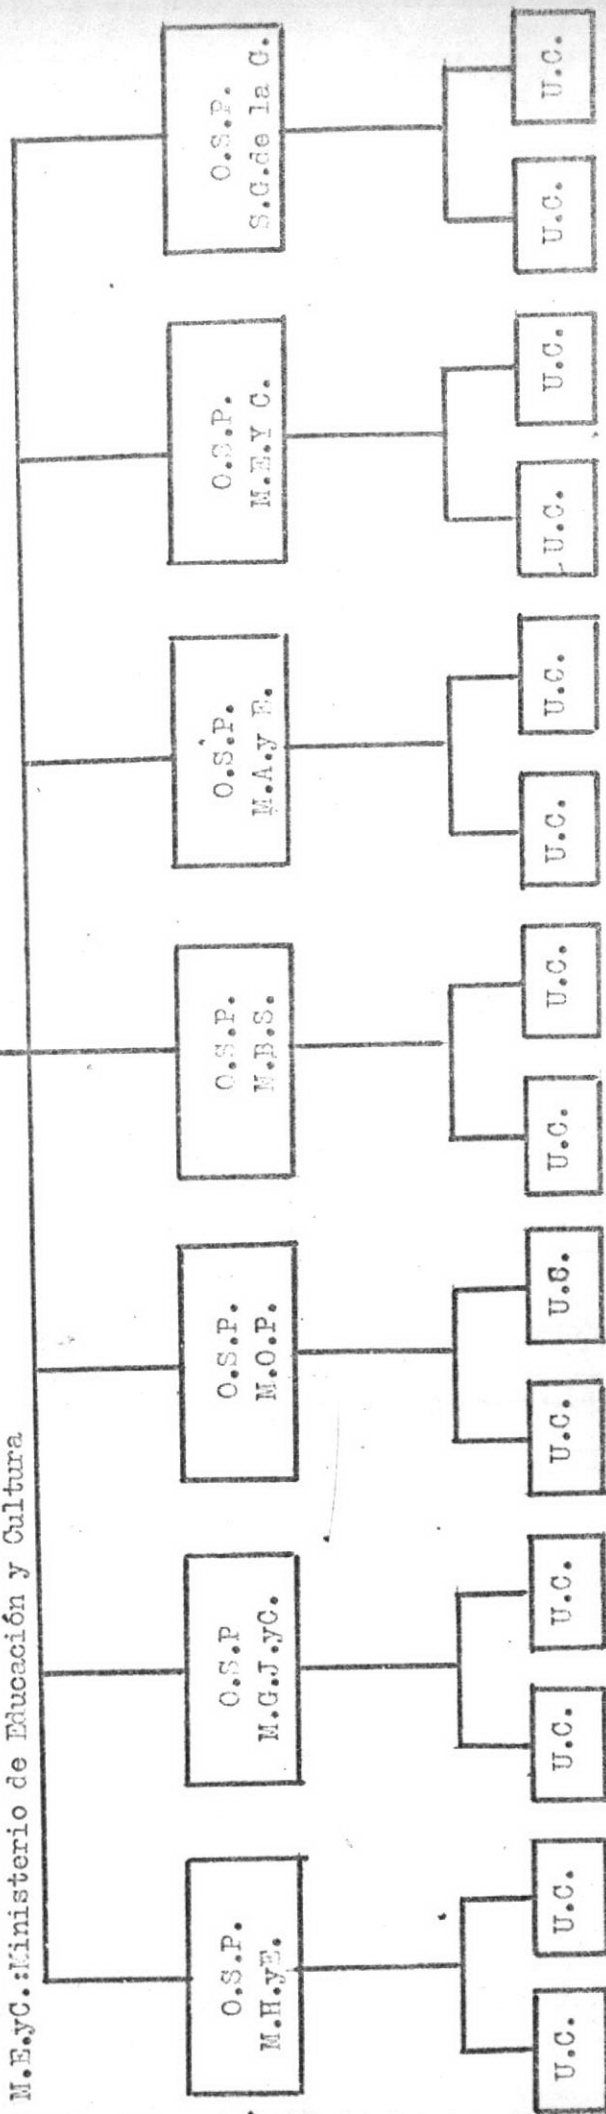 M.E.yC.:Ministerio de Educación y Cultura
O.S.P.
M.H.yE.
O.S.P
M.G.J.yC.
O.S.P.
M.O.P.
O.S.P.
M.B.S.
O.S.P.
M.A.y E.
O.S.P.
M.E.Y C.
O.S.P.
S.G.de la G.
U.C.
U.C.
U.C.
U.C.
U.C.
U.S.
U.C.
U.C.
U.C.
U.C.
U.C.
U.C.
U.C.
U.C.